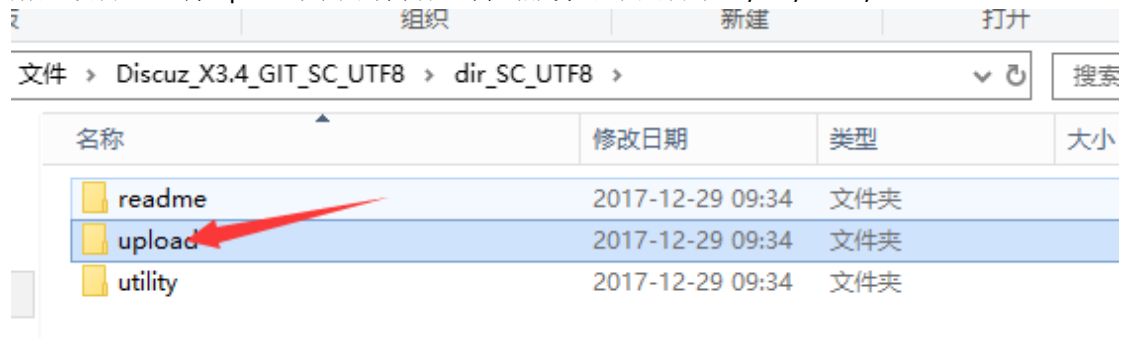 组织 新建 打开
文件 › Discuz_X3.4_GIT_SC_UTF8 › dir_SC_UTF8 › 搜索
名称 修改日期 类型 大小
readme 2017-12-29 09:34 文件夹
upload 2017-12-29 09:34 文件夹
utility 2017-12-29 09:34 文件夹